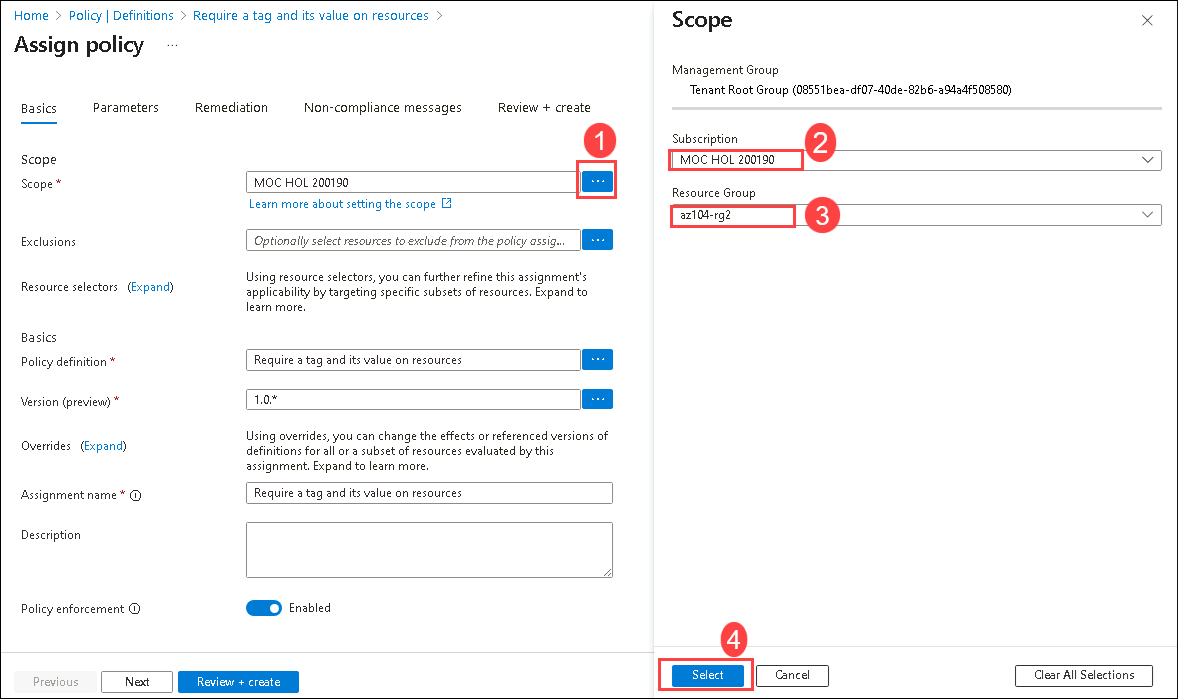 Home > Policy | Definitions > Require a tag and its value on resources >
Assign policy ...
Basics Parameters Remediation Non-compliance messages Review + create
Scope
1
Scope * MOC HOL 200190 ...
Learn more about setting the scope
Exclusions Optionally select resources to exclude from the policy assig... ...
Resource selectors (Expand) Using resource selectors, you can further refine this assignment's
applicability by targeting specific subsets of resources. Expand to
learn more.
Basics
Policy definition * Require a tag and its value on resources ...
Version (preview) * 1.0.* ...
Overrides (Expand) Using overrides, you can change the effects or referenced versions of
definitions for all or a subset of resources evaluated by this
assignment. Expand to learn more.
Assignment name * Require a tag and its value on resources
Description
Policy enforcement Enabled
Previous Next Review + create
Scope
Management Group
Tenant Root Group (08551bea-df07-40de-82b6-a94a4f508580)
Subscription
MOC HOL 200190 2
Resource Group
az104-rg2 3
4
Select Cancel Clear All Selections